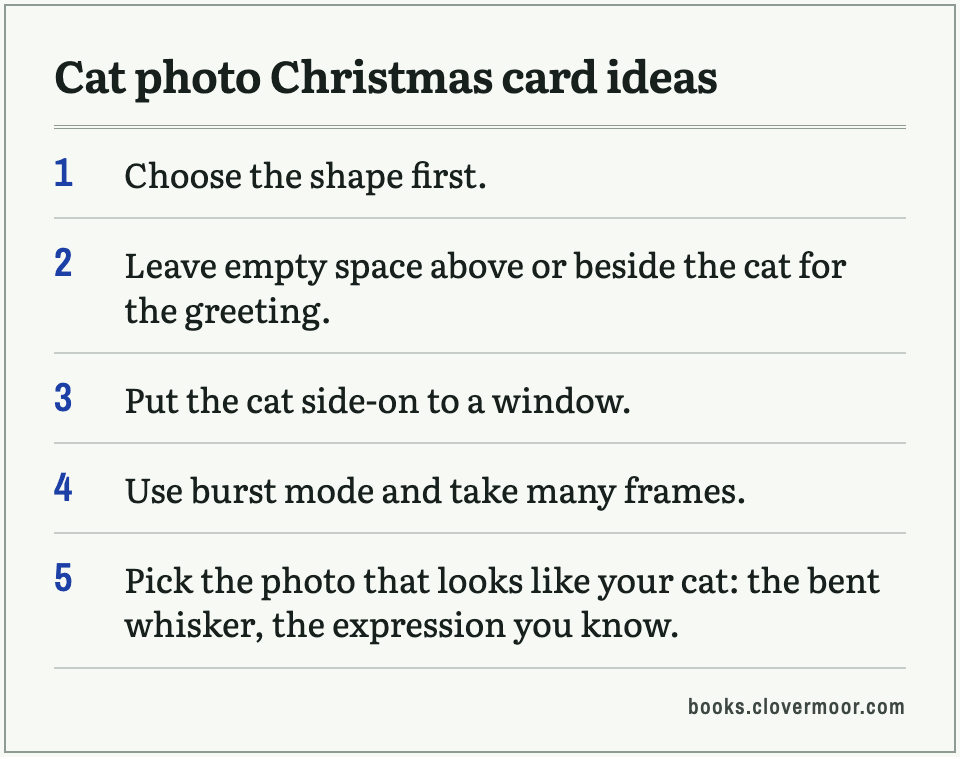 Cat photo Christmas card ideas
1 Choose the shape first.
2 Leave empty space above or beside the cat for
the greeting.
3 Put the cat side-on to a window.
4 Use burst mode and take many frames.
5 Pick the photo that looks like your cat: the bent
whisker, the expression you know.
books.clovermoor.com